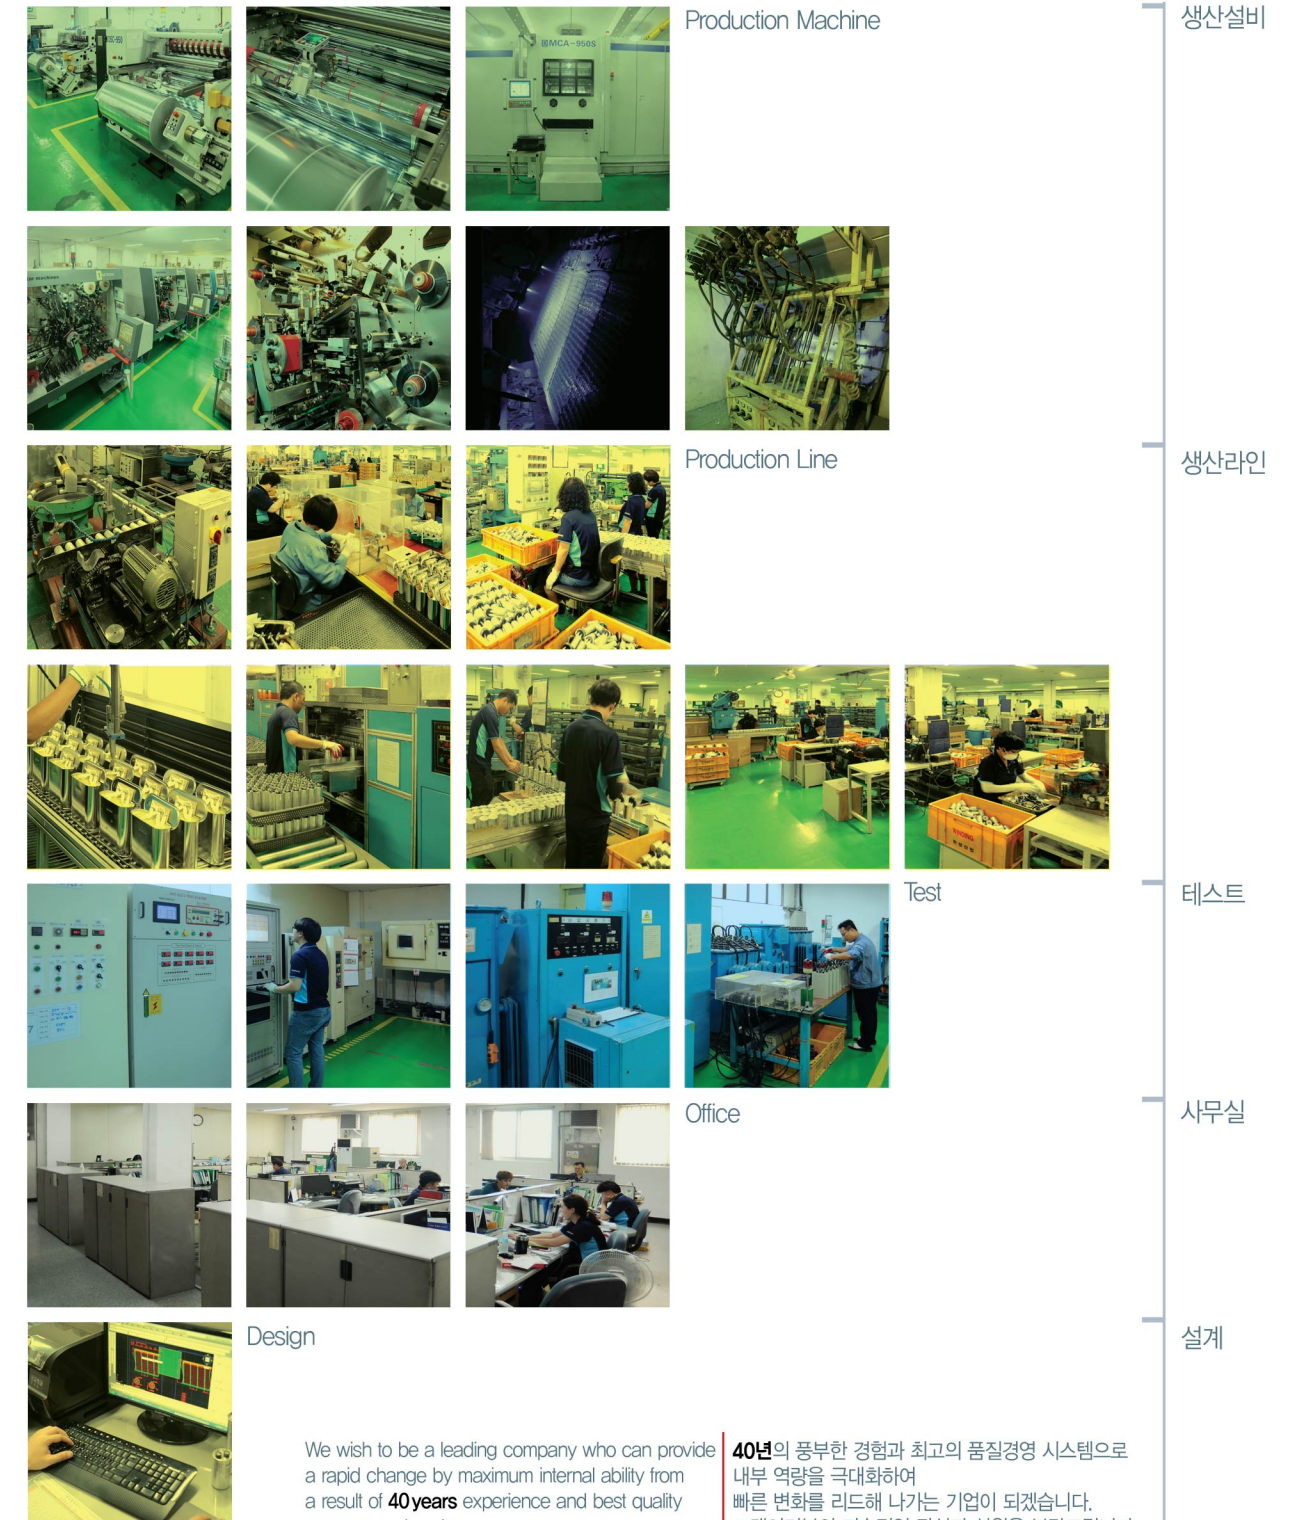 Production Machine
생산설비
MCA-950S
Production Line
생산라인
Test
테스트
Office
사무실
Design
설계
We wish to be a leading company who can provide
a rapid change by maximum internal ability from
a result of 40 years experience and best quality
40년의 풍부한 경험과 최고의 품질경영 시스템으로
내부 역량을 극대화하여
빠른 변화를 리드해 나가는 기업이 되겠습니다.